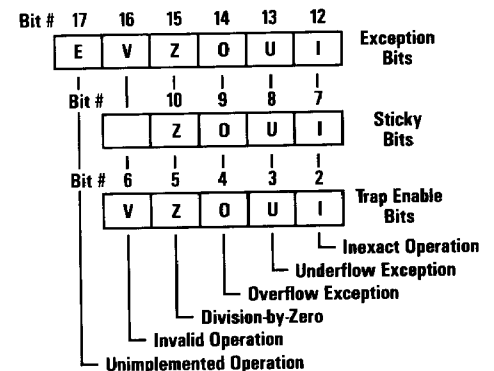 Bit # 17 16 15 14 13 12
E V Z O U I Exception Bits
Bit # 10 9 8 7
Z O U I Sticky Bits
Bit # 6 5 4 3 2
V Z O U I Trap Enable Bits
Inexact Operation
Underflow Exception
Overflow Exception
Division-by-Zero
Invalid Operation
Unimplemented Operation